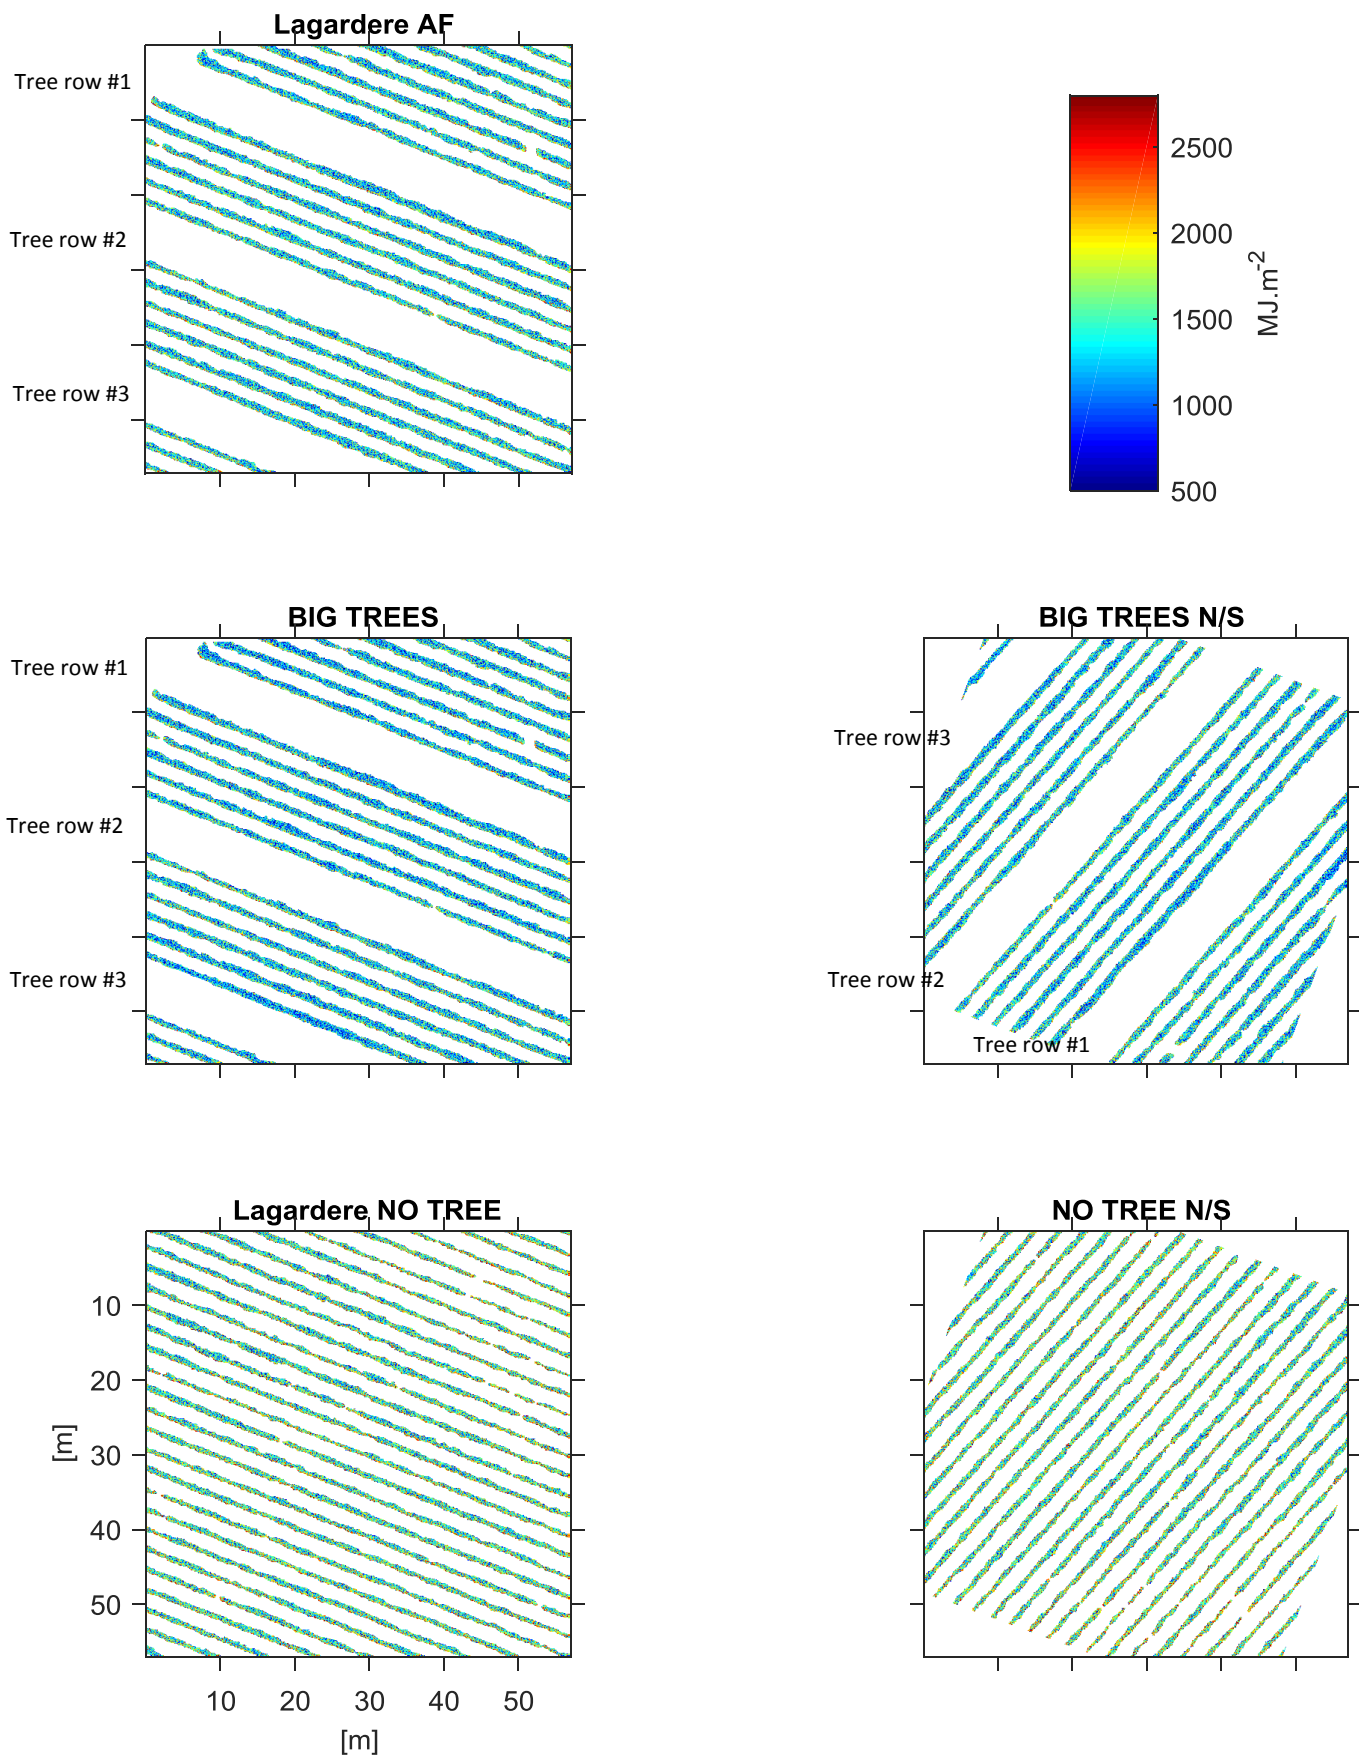 Lagardere AF
Tree row #1
Tree row #2
Tree row #3
2500
2000
1500
1000
500
MJ.m-2
BIG TREES
Tree row #1
Tree row #2
Tree row #3
BIG TREES N/S
Tree row #3
Tree row #2
Tree row #1
Lagardere NO TREE
10
20
30
40
50
[m]
10 20 30 40 50
[m]
NO TREE N/S